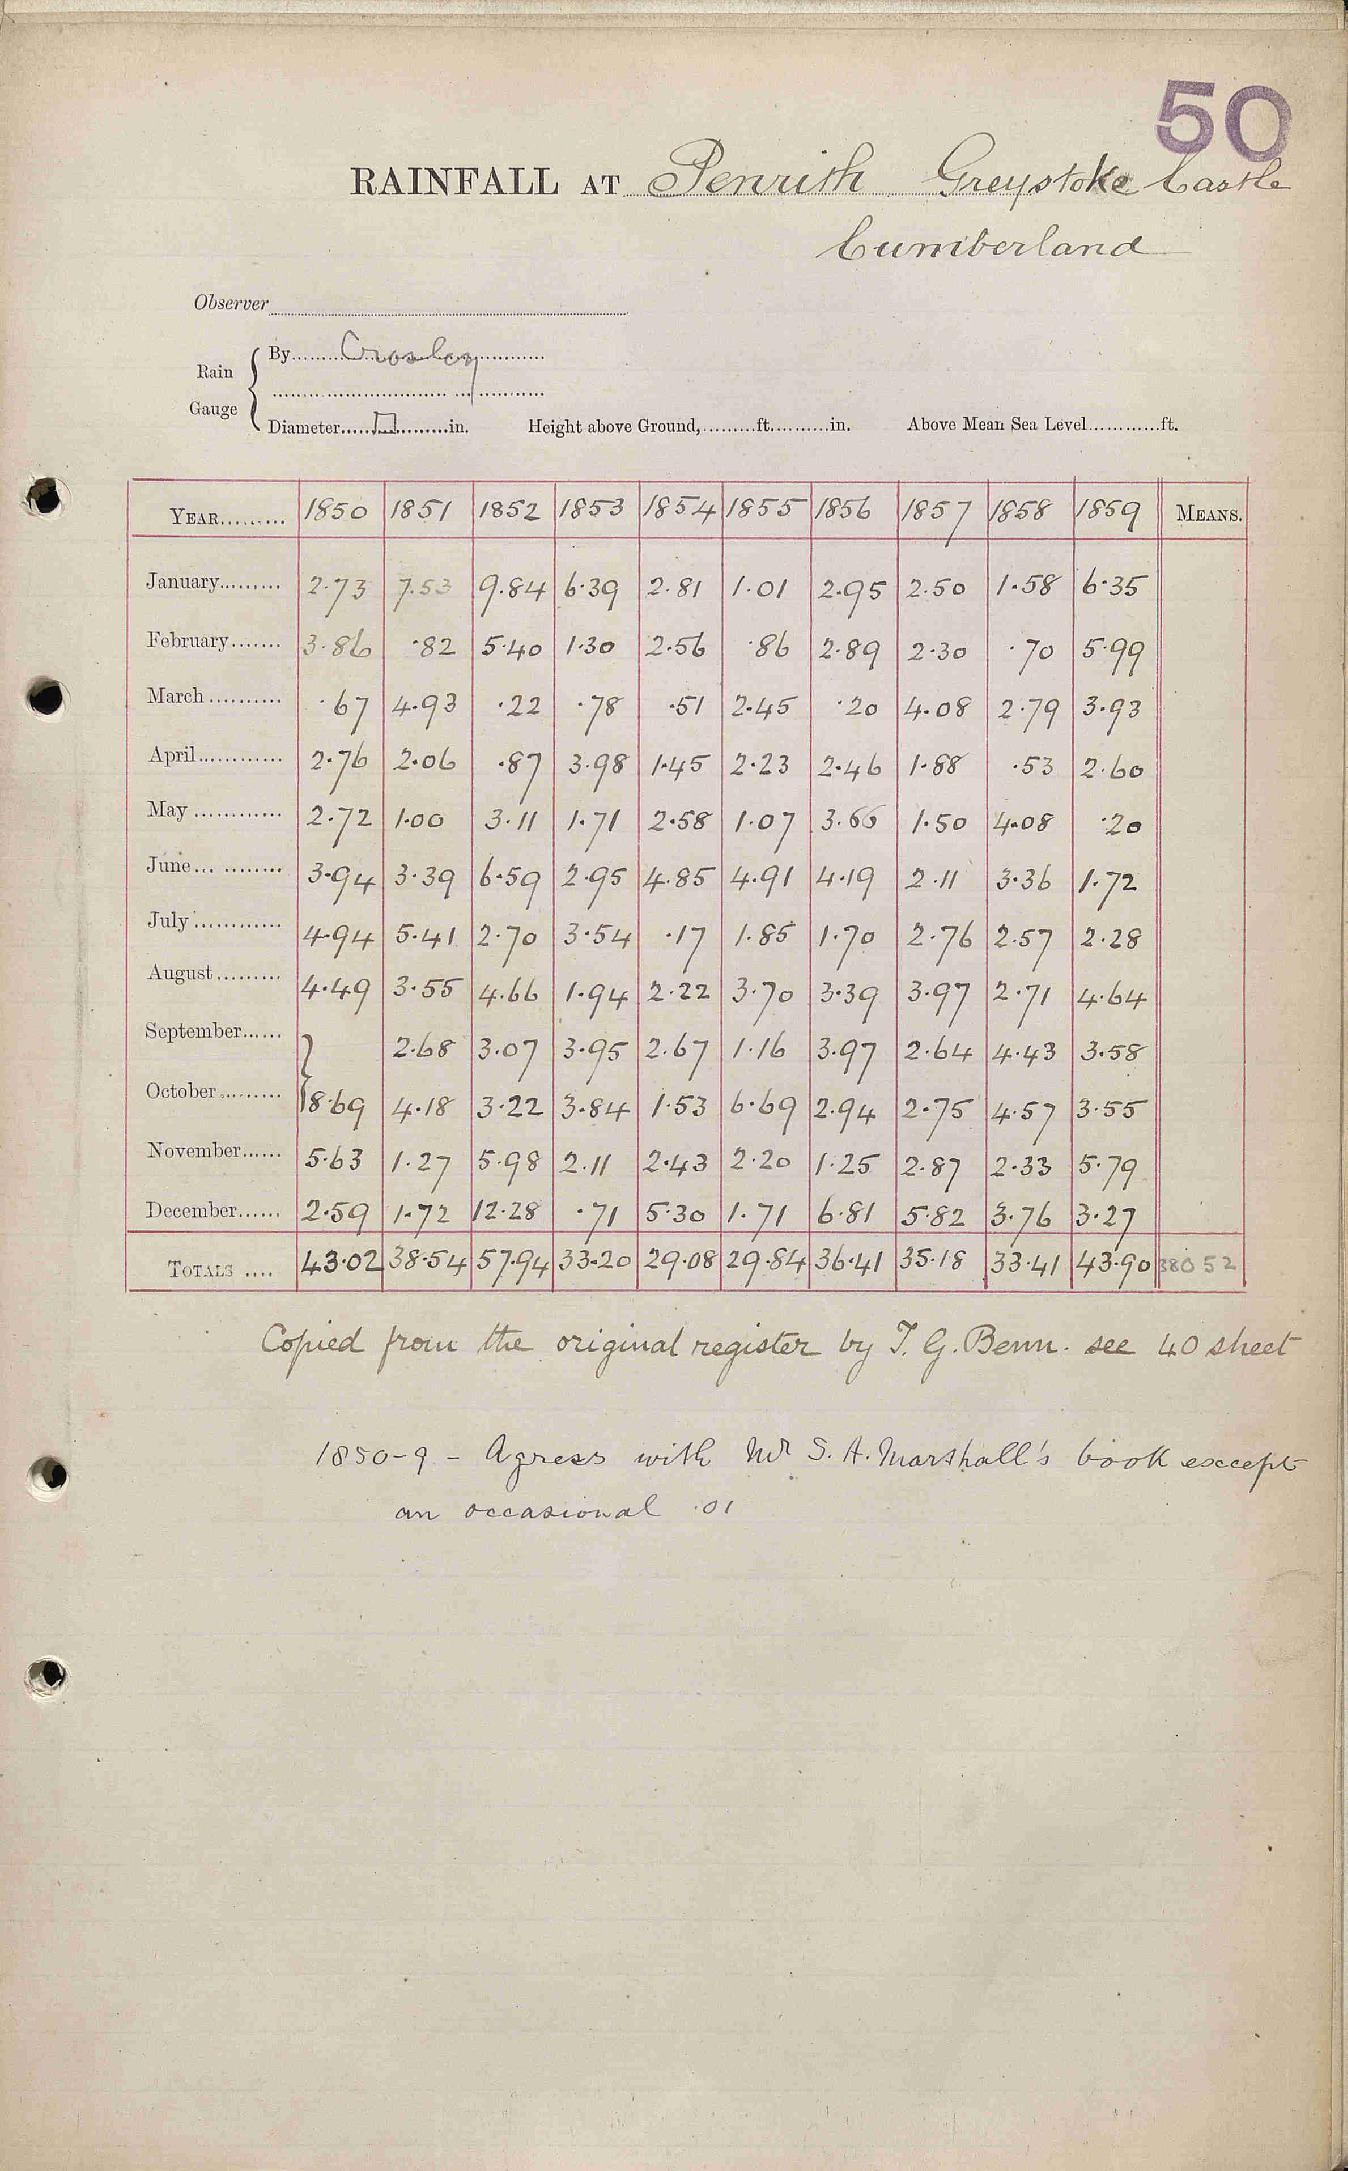 50
RAINFALL AT Penrith Greystoke Castle
Cumberland
Observer
Rain Gauge { By Crosley
Diameter □ in. Height above Ground, ft. in. Above Mean Sea Level ft.
YEAR 1850 1851 1852 1853 1854 1855 1856 1857 1858 1859 MEANS.
January 2.73 7.53 9.84 6.39 2.81 1.01 2.95 2.50 1.58 6.35
February 3.86 .82 5.40 1.30 2.56 .86 2.89 2.30 .70 5.99
March .67 4.93 .22 .78 .51 2.45 .20 4.08 2.79 3.93
April 2.76 2.06 .87 3.98 1.45 2.23 2.46 1.88 .53 2.60
May 2.72 1.00 3.11 1.71 2.58 1.07 3.66 1.50 4.08 .20
June 3.94 3.39 6.59 2.95 4.85 4.91 4.19 2.11 3.36 1.72
July 4.94 5.41 2.70 3.54 .17 1.85 1.70 2.76 2.57 2.28
August 4.49 3.55 4.66 1.94 2.22 3.70 3.39 3.97 2.71 4.64
September } 2.68 3.07 3.95 2.67 1.16 3.97 2.64 4.43 3.58
October 8.69 4.18 3.22 3.84 1.53 6.69 2.94 2.75 4.57 3.55
November 5.63 1.27 5.98 2.11 2.43 2.20 1.25 2.87 2.33 5.79
December 2.59 1.72 12.28 .71 5.30 1.71 6.81 5.82 3.76 3.27
TOTALS 43.02 38.54 57.94 33.20 29.08 29.84 36.41 35.18 33.41 43.90 380 52
Copied from the original register by T. G. Benn. see 40 sheet
1850-9 - Agrees with Mr S. A. Marshall's book except
an occasional .01